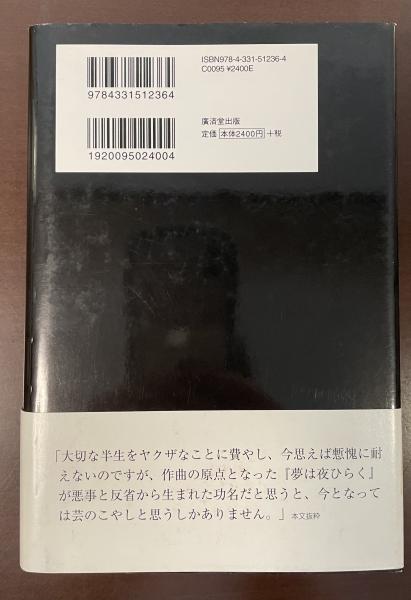 ISBN978-4-331-51236-4
C0095 ¥2400E
9784331512364
廣済堂出版
定価 本体2400円 +税
1920095024004
「大切な半生をヤクザなことに費やし、今思えば慙愧に耐
えないのですが、作曲の原点となった『夢は夜ひらく』
が悪事と反省から生まれた功名だと思うと、今となって
は芸のこやしと思うしかありません。」 本文抜粋